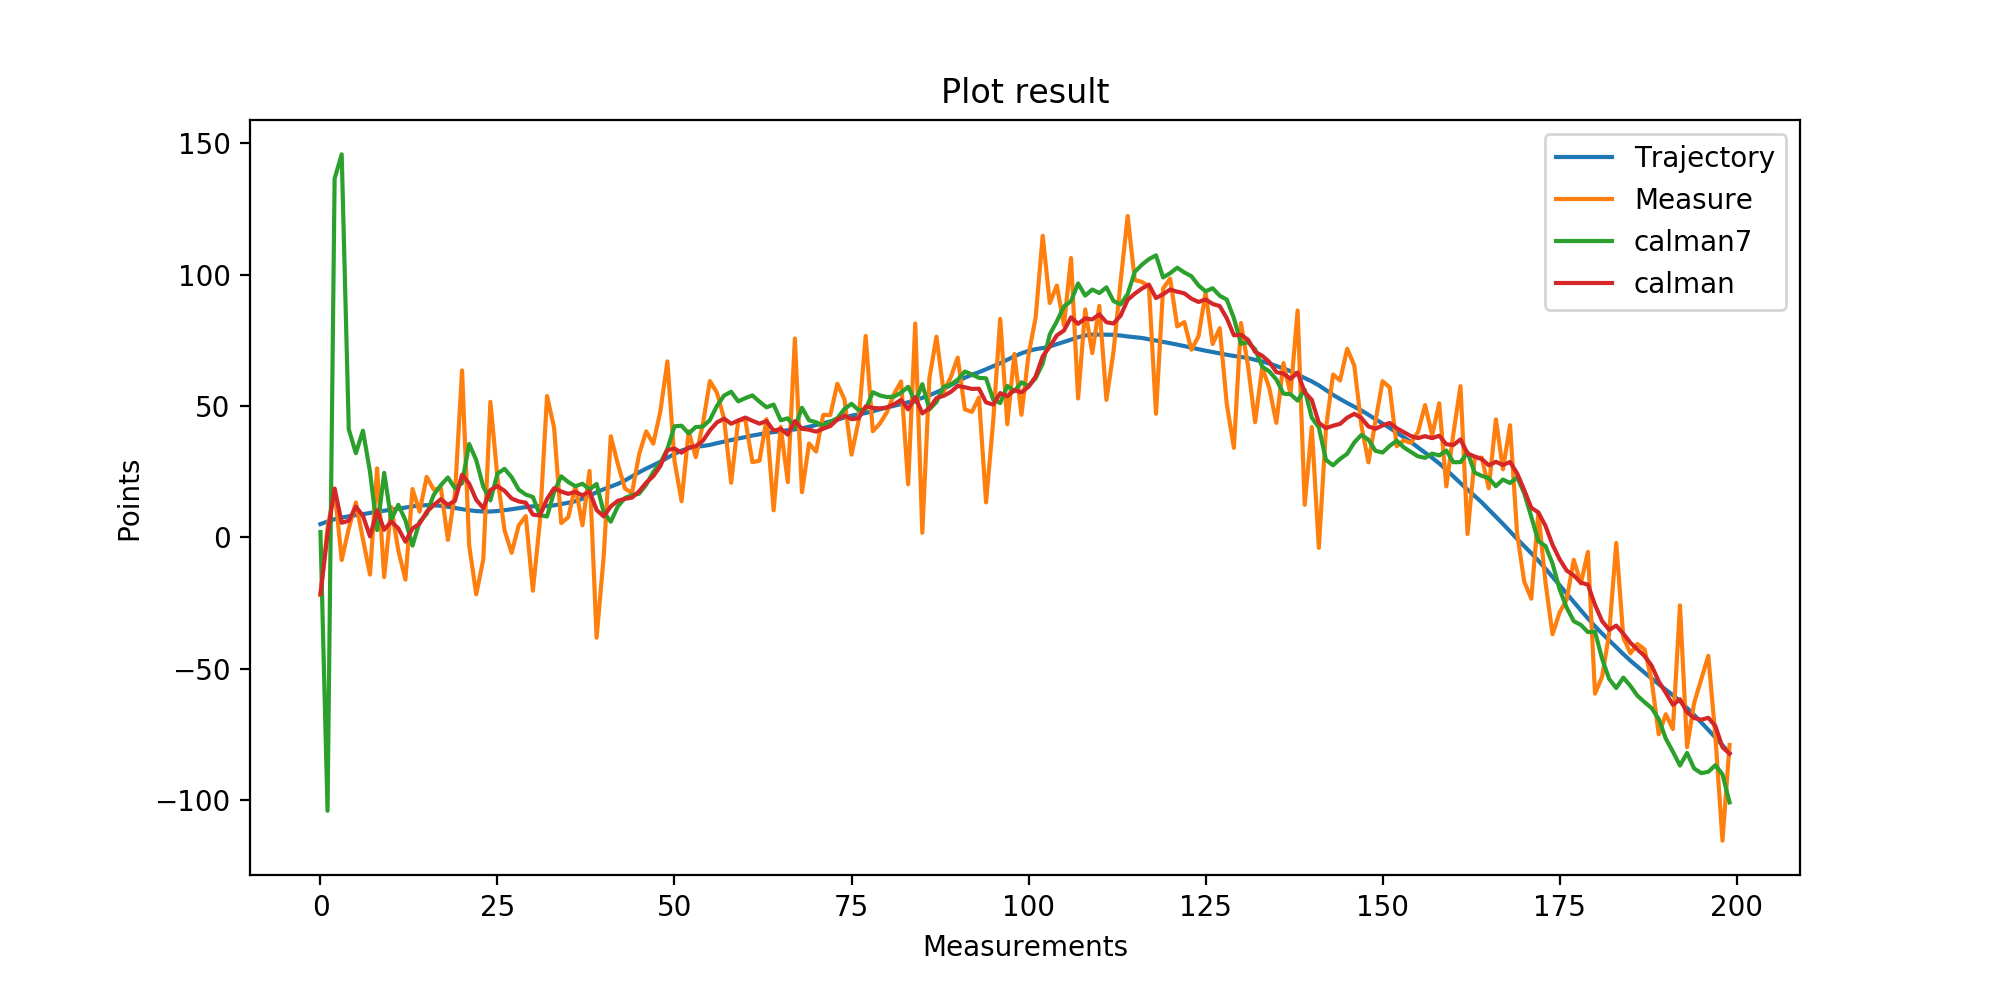 Plot result
Trajectory
Measure
calman7
calman
150
100
50
0
−50
−100
Points
0 25 50 75 100 125 150 175 200
Measurements